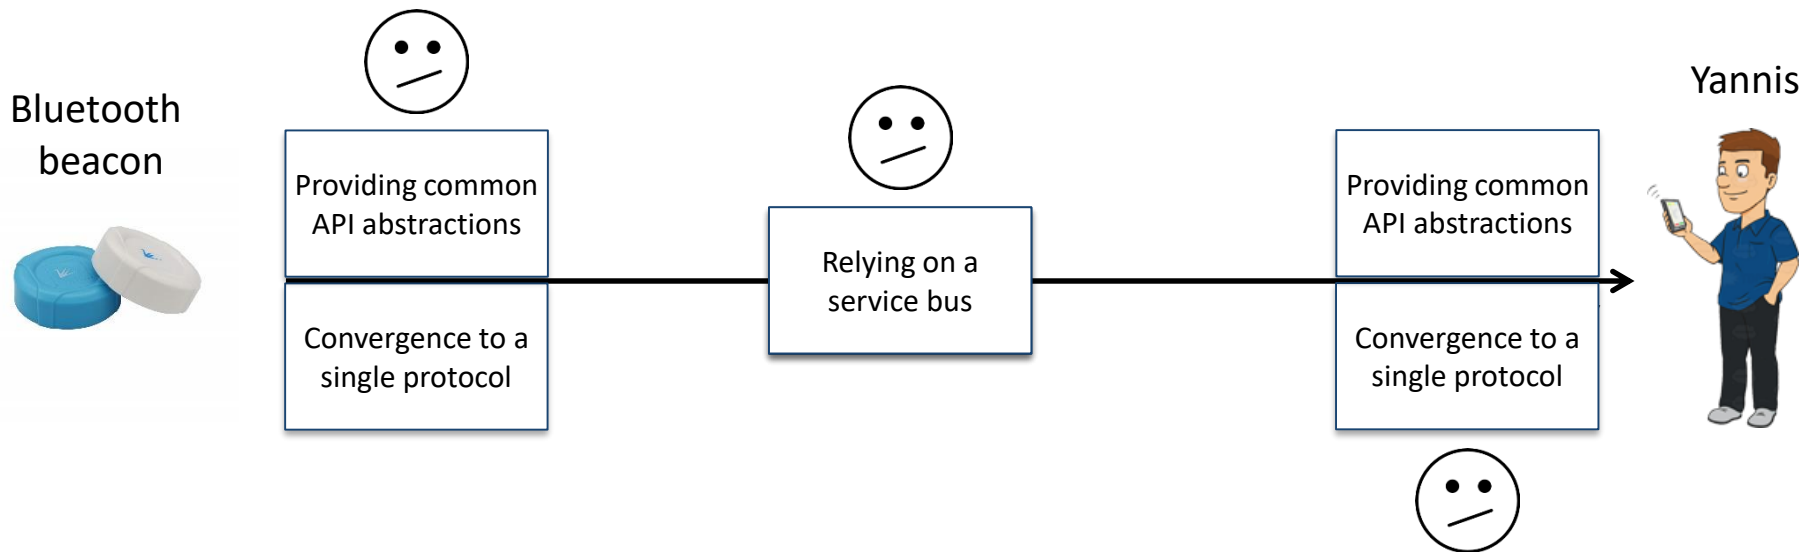 Bluetooth
beacon
Providing common
API abstractions
Convergence to a
single protocol
Relying on a
service bus
Providing common
API abstractions
Convergence to a
single protocol
Yannis